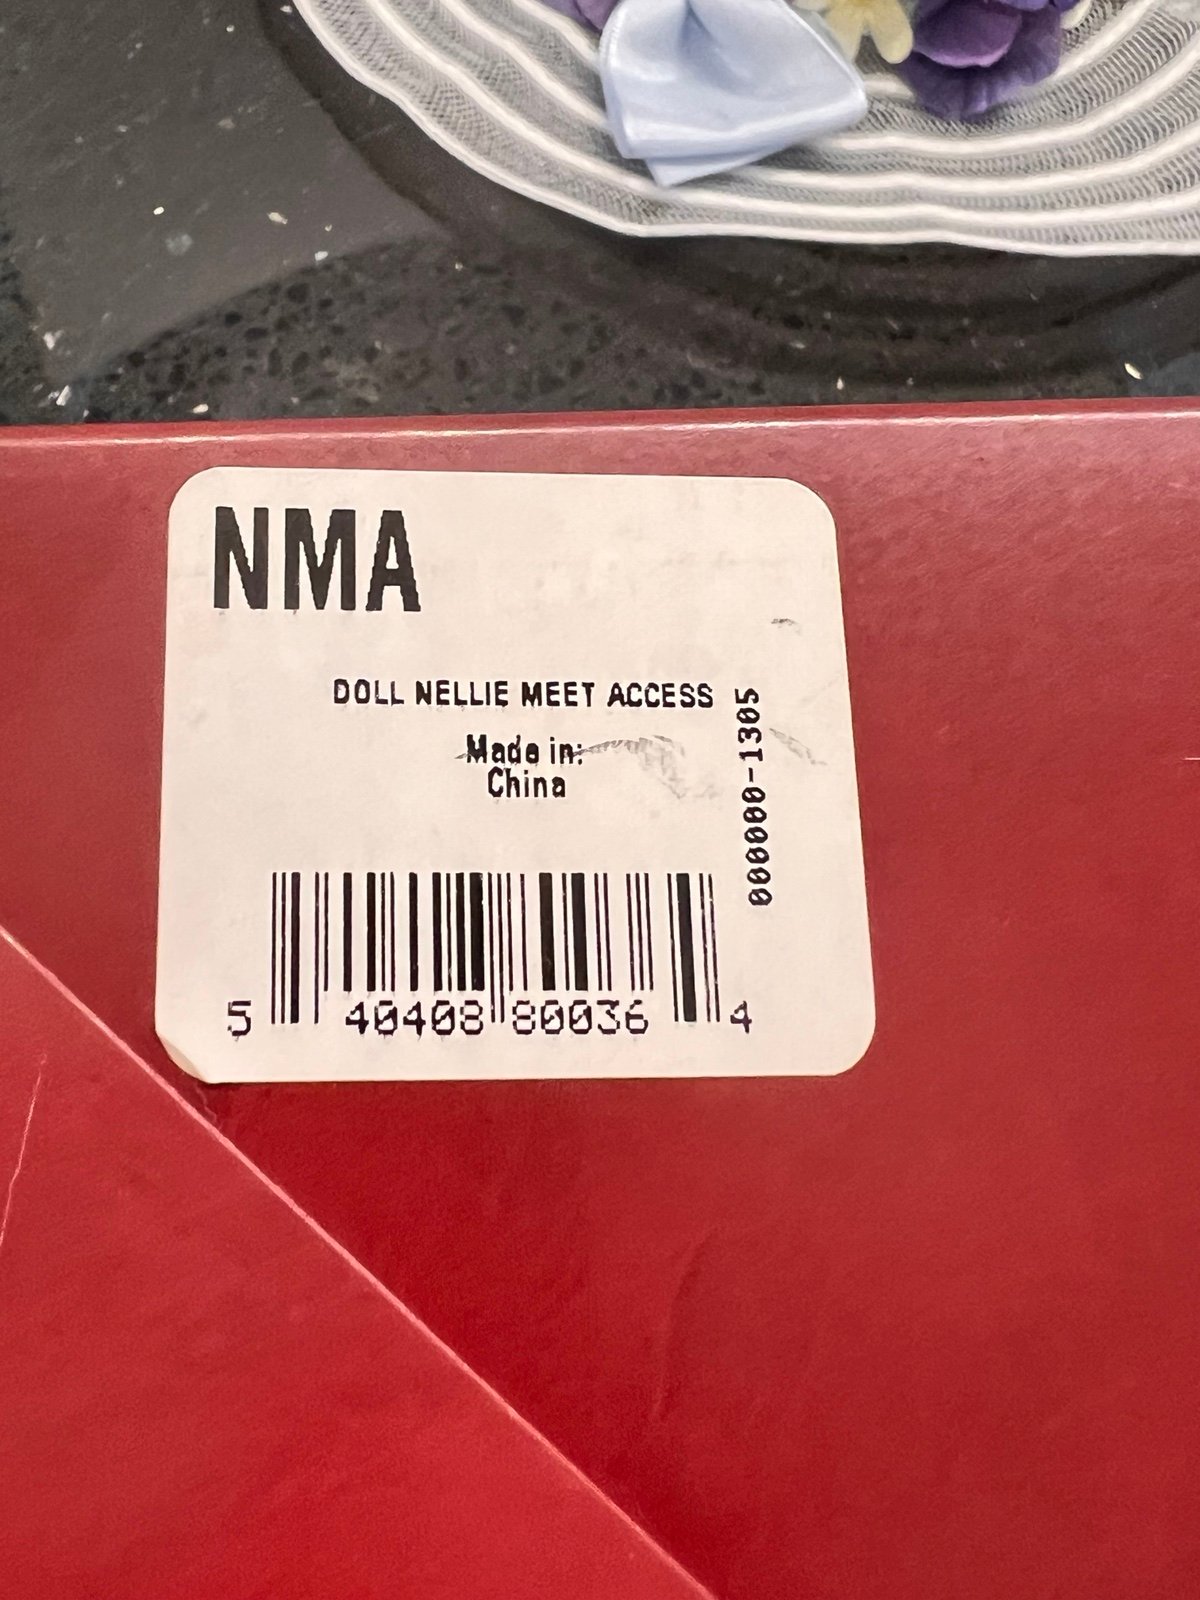 NMA
DOLL NELLIE MEET ACCESS
Made in:
China
000000-1305
5 40408 80036 4